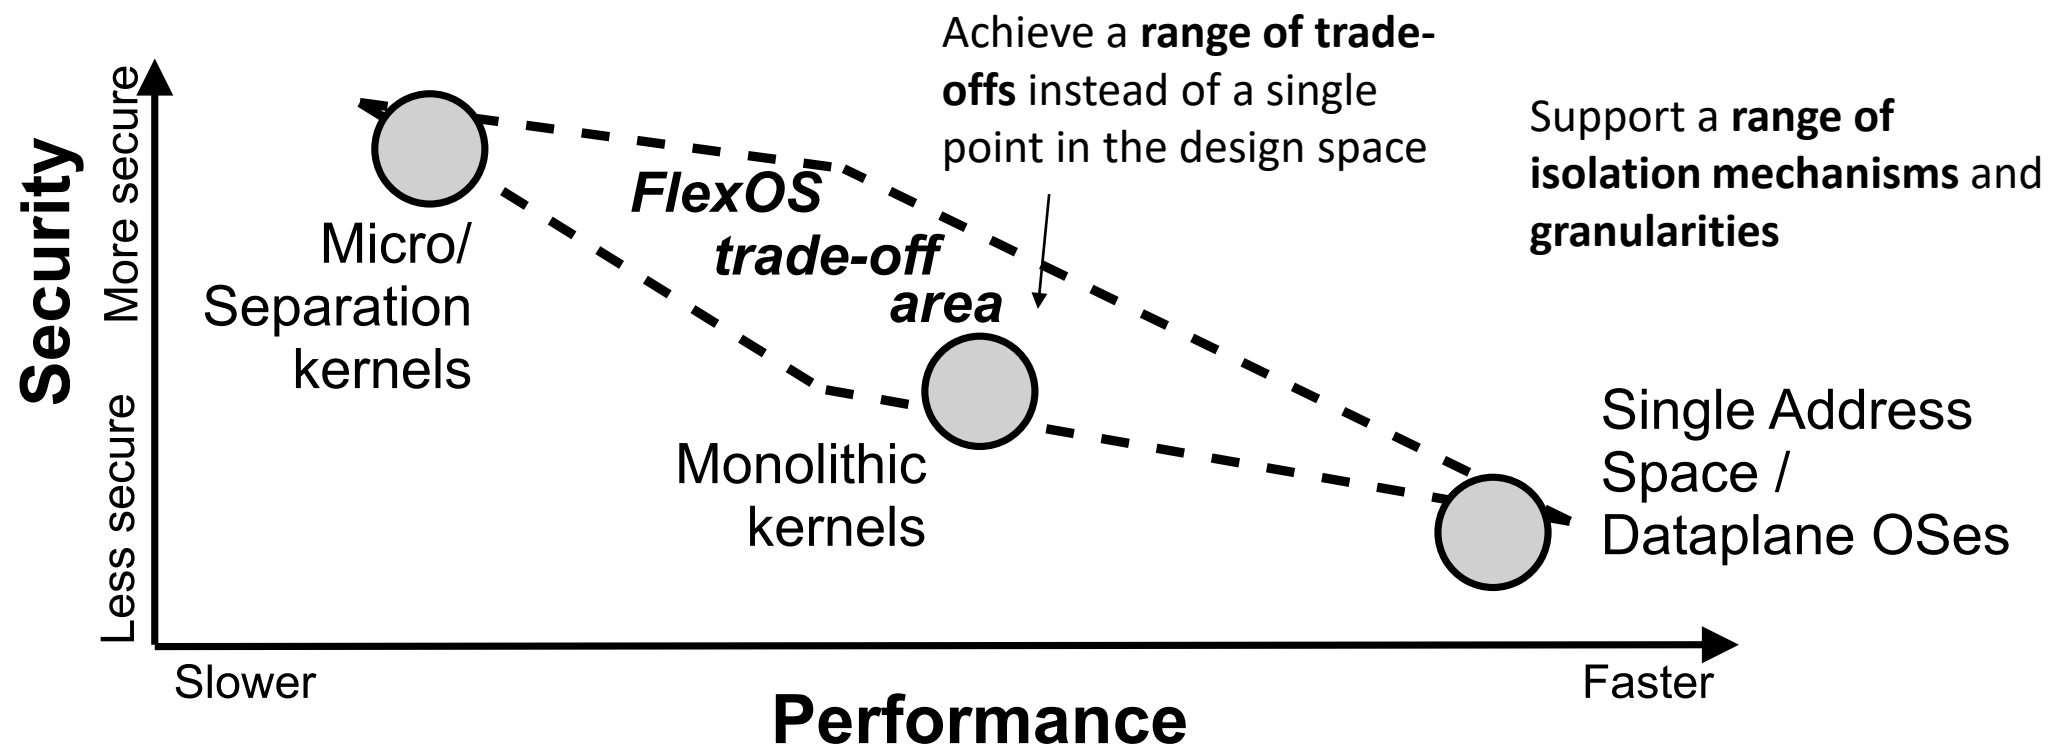 Achieve a range of trade-
offs instead of a single
point in the design space
Support a range of
isolation mechanisms and
granularities
Security
More secure
Less secure
FlexOS
trade-off
area
Micro/
Separation
kernels
Monolithic
kernels
Single Address
Space /
Dataplane OSes
Slower
Faster
Performance